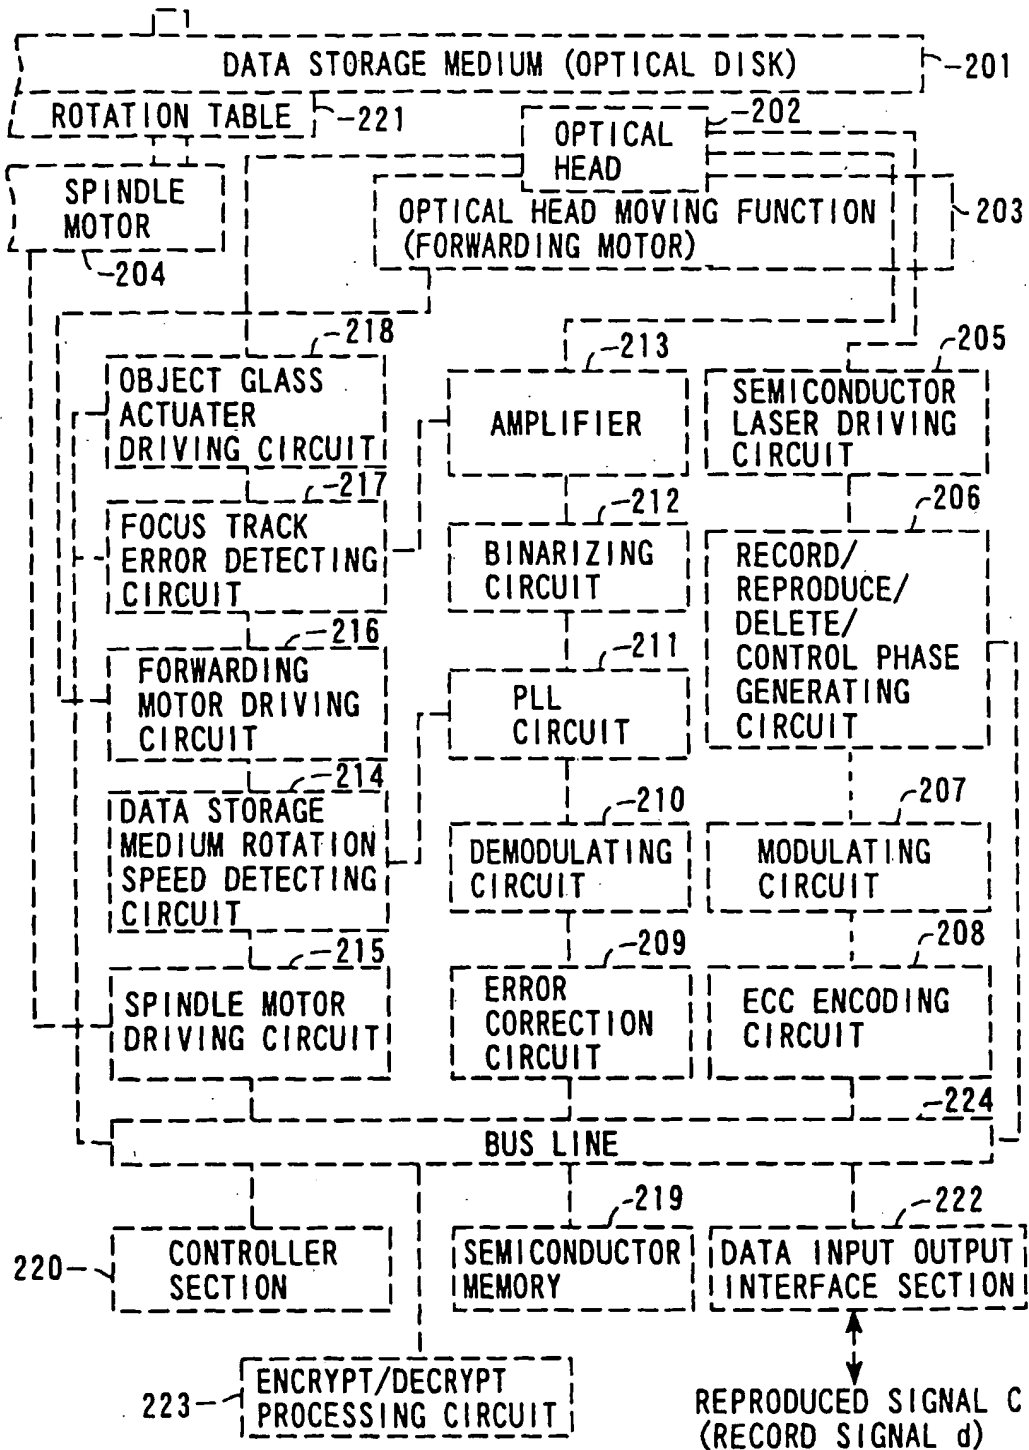 DATA STORAGE MEDIUM (OPTICAL DISK)
201
ROTATION TABLE
221
OPTICAL
HEAD
202
SPINDLE
MOTOR
204
OPTICAL HEAD MOVING FUNCTION
(FORWARDING MOTOR)
203
218
OBJECT GLASS
ACTUATER
DRIVING CIRCUIT
213
AMPLIFIER
205
SEMICONDUCTOR
LASER DRIVING
CIRCUIT
217
FOCUS TRACK
ERROR DETECTING
CIRCUIT
212
BINARIZING
CIRCUIT
206
RECORD/
REPRODUCE/
DELETE/
CONTROL PHASE
GENERATING
CIRCUIT
216
FORWARDING
MOTOR DRIVING
CIRCUIT
211
PLL
CIRCUIT
214
DATA STORAGE
MEDIUM ROTATION
SPEED DETECTING
CIRCUIT
210
DEMODULATING
CIRCUIT
207
MODULATING
CIRCUIT
215
SPINDLE MOTOR
DRIVING CIRCUIT
209
ERROR
CORRECTION
CIRCUIT
208
ECC ENCODING
CIRCUIT
224
BUS LINE
220
CONTROLLER
SECTION
219
SEMICONDUCTOR
MEMORY
222
DATA INPUT OUTPUT
INTERFACE SECTION
223
ENCRYPT/DECRYPT
PROCESSING CIRCUIT
REPRODUCED SIGNAL C
(RECORD SIGNAL d)